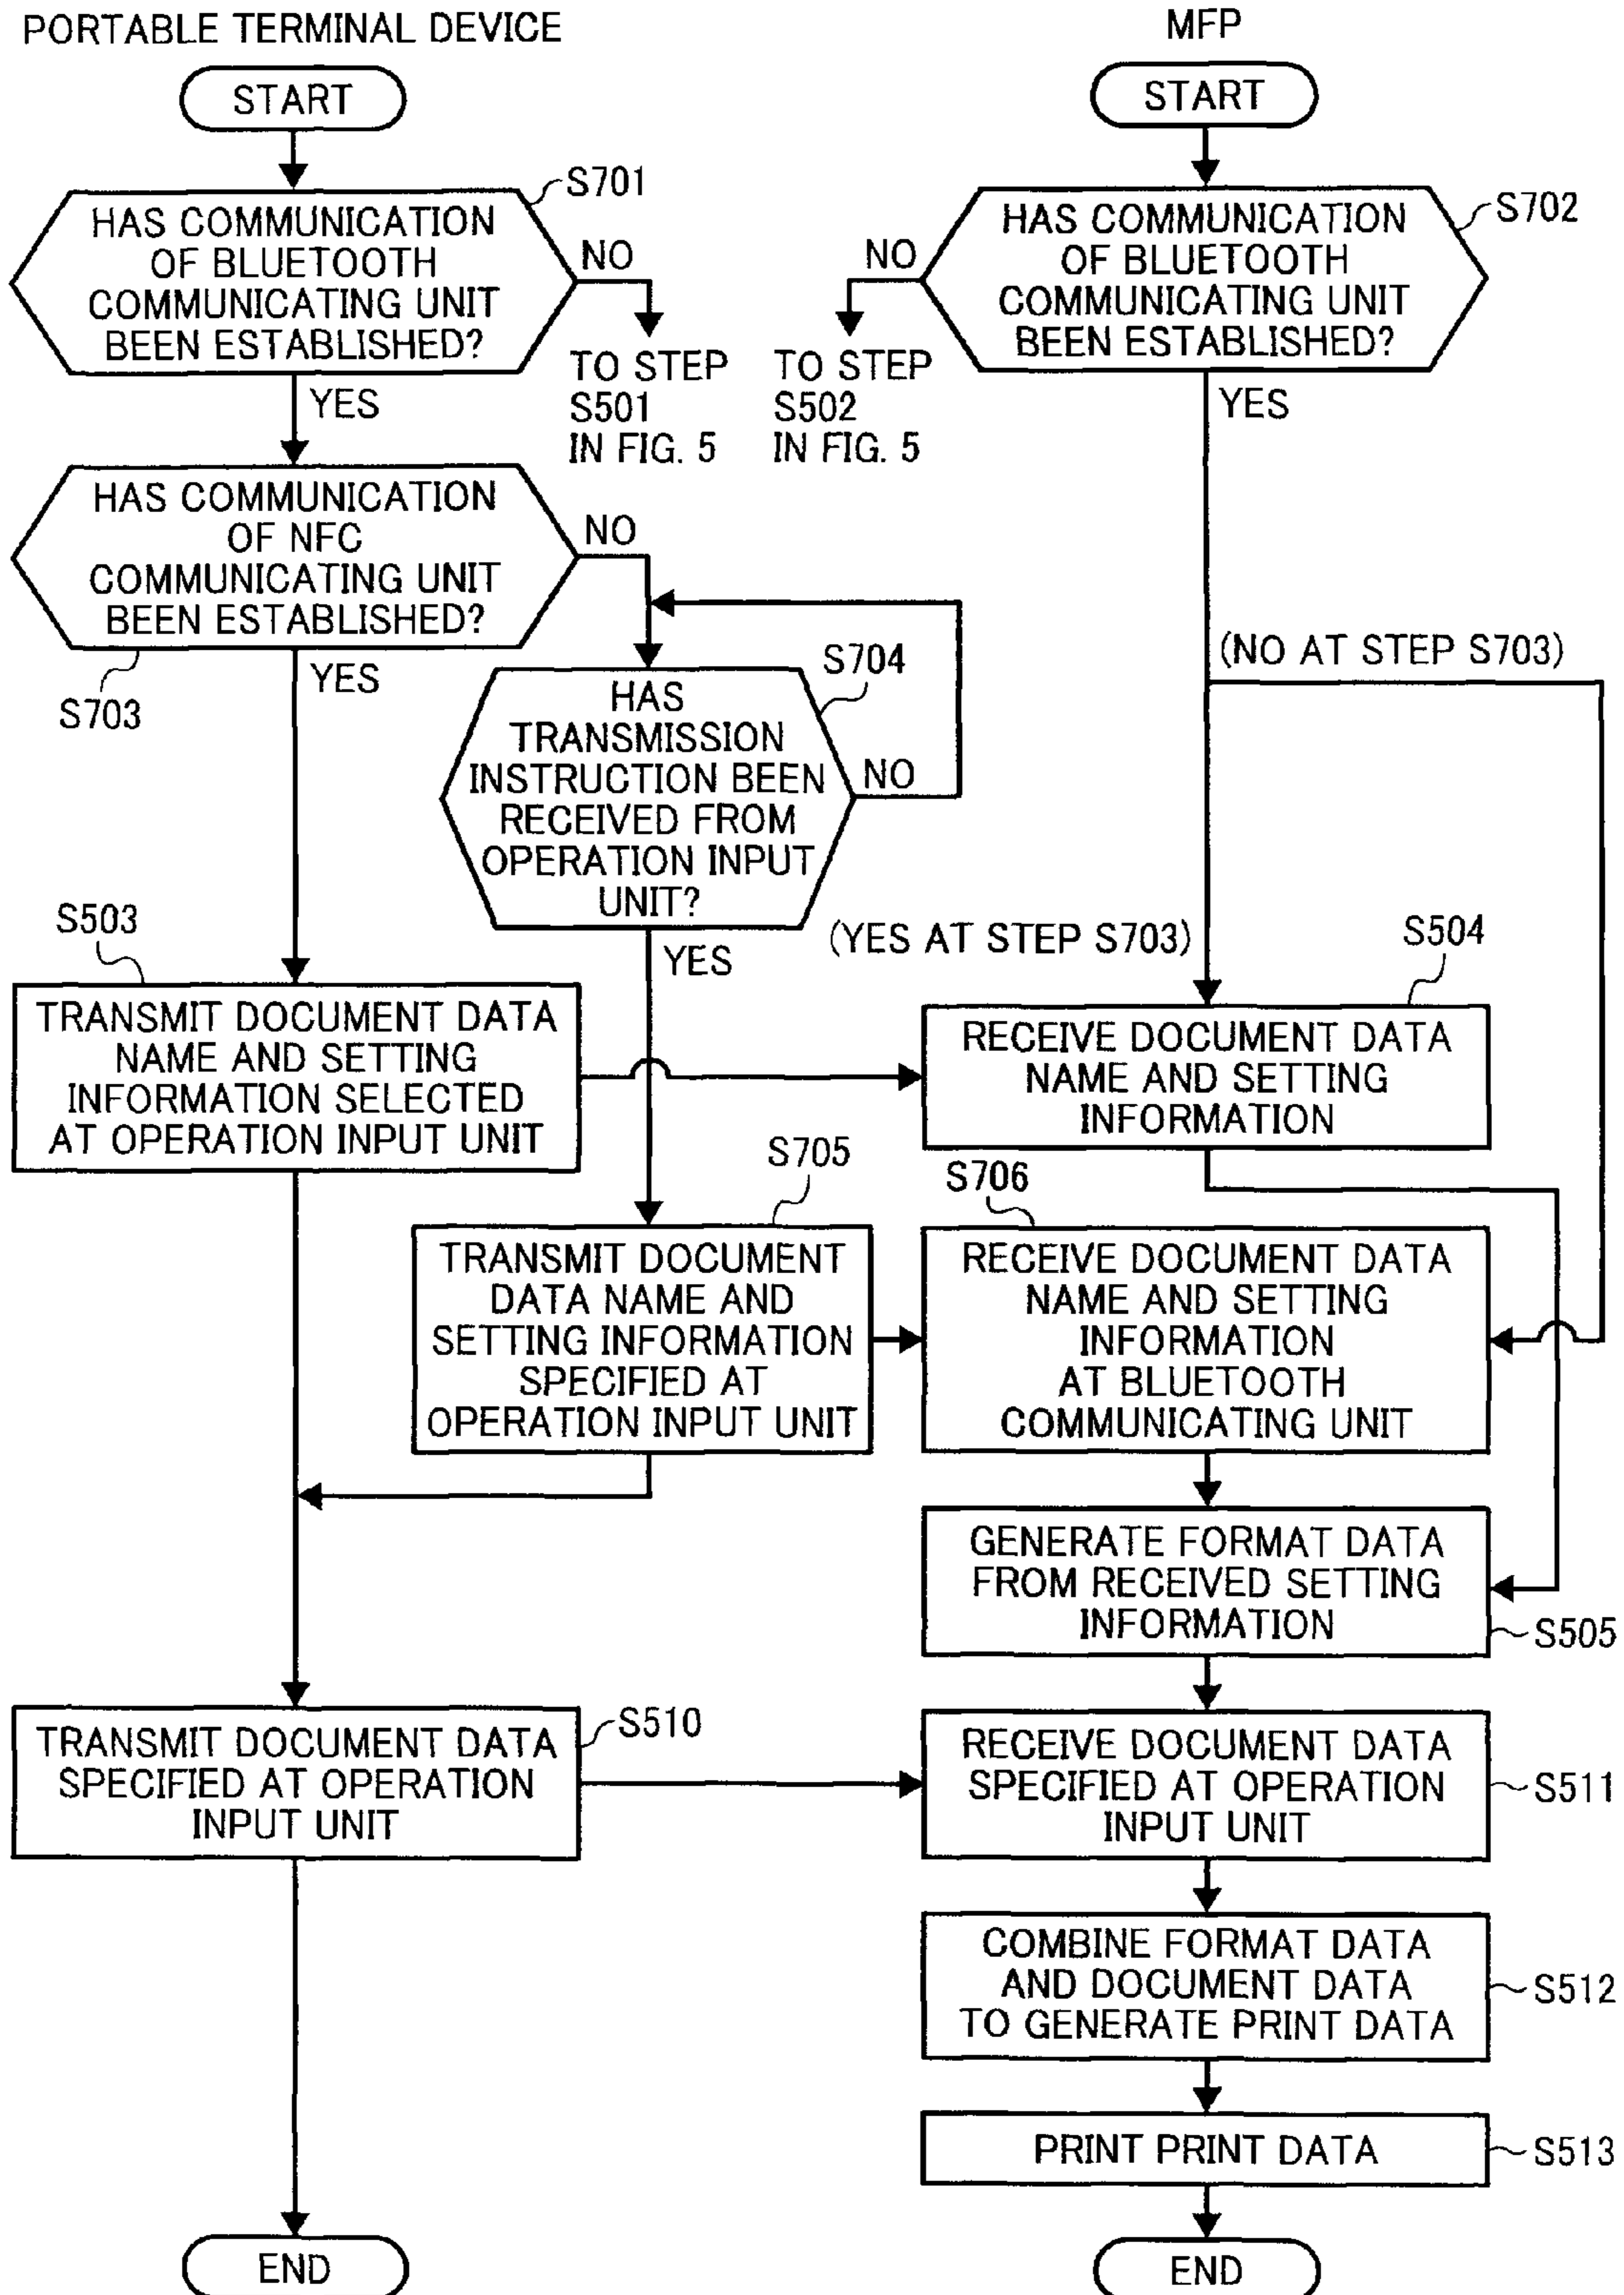 PORTABLE TERMINAL DEVICE
MFP
START
START
S701
HAS COMMUNICATION
OF BLUETOOTH
COMMUNICATING UNIT
BEEN ESTABLISHED?
NO
TO STEP
S501
IN FIG. 5
YES
S702
HAS COMMUNICATION
OF BLUETOOTH
COMMUNICATING UNIT
BEEN ESTABLISHED?
NO
TO STEP
S502
IN FIG. 5
YES
HAS COMMUNICATION
OF NFC
COMMUNICATING UNIT
BEEN ESTABLISHED?
NO
S703
YES
S704
HAS
TRANSMISSION
INSTRUCTION BEEN
RECEIVED FROM
OPERATION INPUT
UNIT?
NO
YES
(NO AT STEP S703)
(YES AT STEP S703)
S503
TRANSMIT DOCUMENT DATA
NAME AND SETTING
INFORMATION SELECTED
AT OPERATION INPUT UNIT
S504
RECEIVE DOCUMENT DATA
NAME AND SETTING
INFORMATION
S705
TRANSMIT DOCUMENT
DATA NAME AND
SETTING INFORMATION
SPECIFIED AT
OPERATION INPUT UNIT
S706
RECEIVE DOCUMENT DATA
NAME AND SETTING
INFORMATION
AT BLUETOOTH
COMMUNICATING UNIT
GENERATE FORMAT DATA
FROM RECEIVED SETTING
INFORMATION
S505
TRANSMIT DOCUMENT DATA
SPECIFIED AT OPERATION
INPUT UNIT
S510
RECEIVE DOCUMENT DATA
SPECIFIED AT OPERATION
INPUT UNIT
S511
COMBINE FORMAT DATA
AND DOCUMENT DATA
TO GENERATE PRINT DATA
S512
PRINT PRINT DATA
S513
END
END